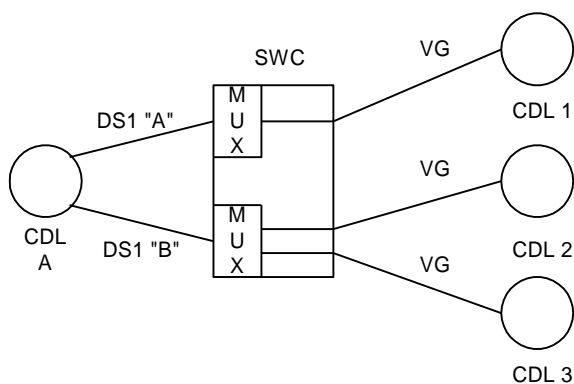 SWC
VG
M
U
X
DS1 "A"
CDL 1
VG
CDL
A
DS1 "B"
M
U
X
CDL 2
VG
CDL 3